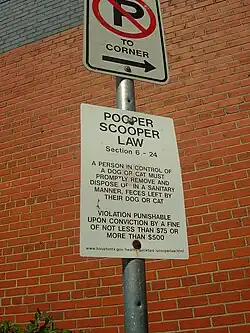 P
TO
CORNER
POOPER
SCOOPER
LAW
Section 6 - 24
A PERSON IN CONTROL OF
A DOG OR CAT MUST
PROMPTLY REMOVE AND
DISPOSE OF IN A SANITARY
MANNER, FECES LEFT BY
THEIR DOG OR CAT
VIOLATION PUNISHABLE
UPON CONVICTION BY A FINE
OF NOT LESS THAN $75 OR
MORE THAN $500